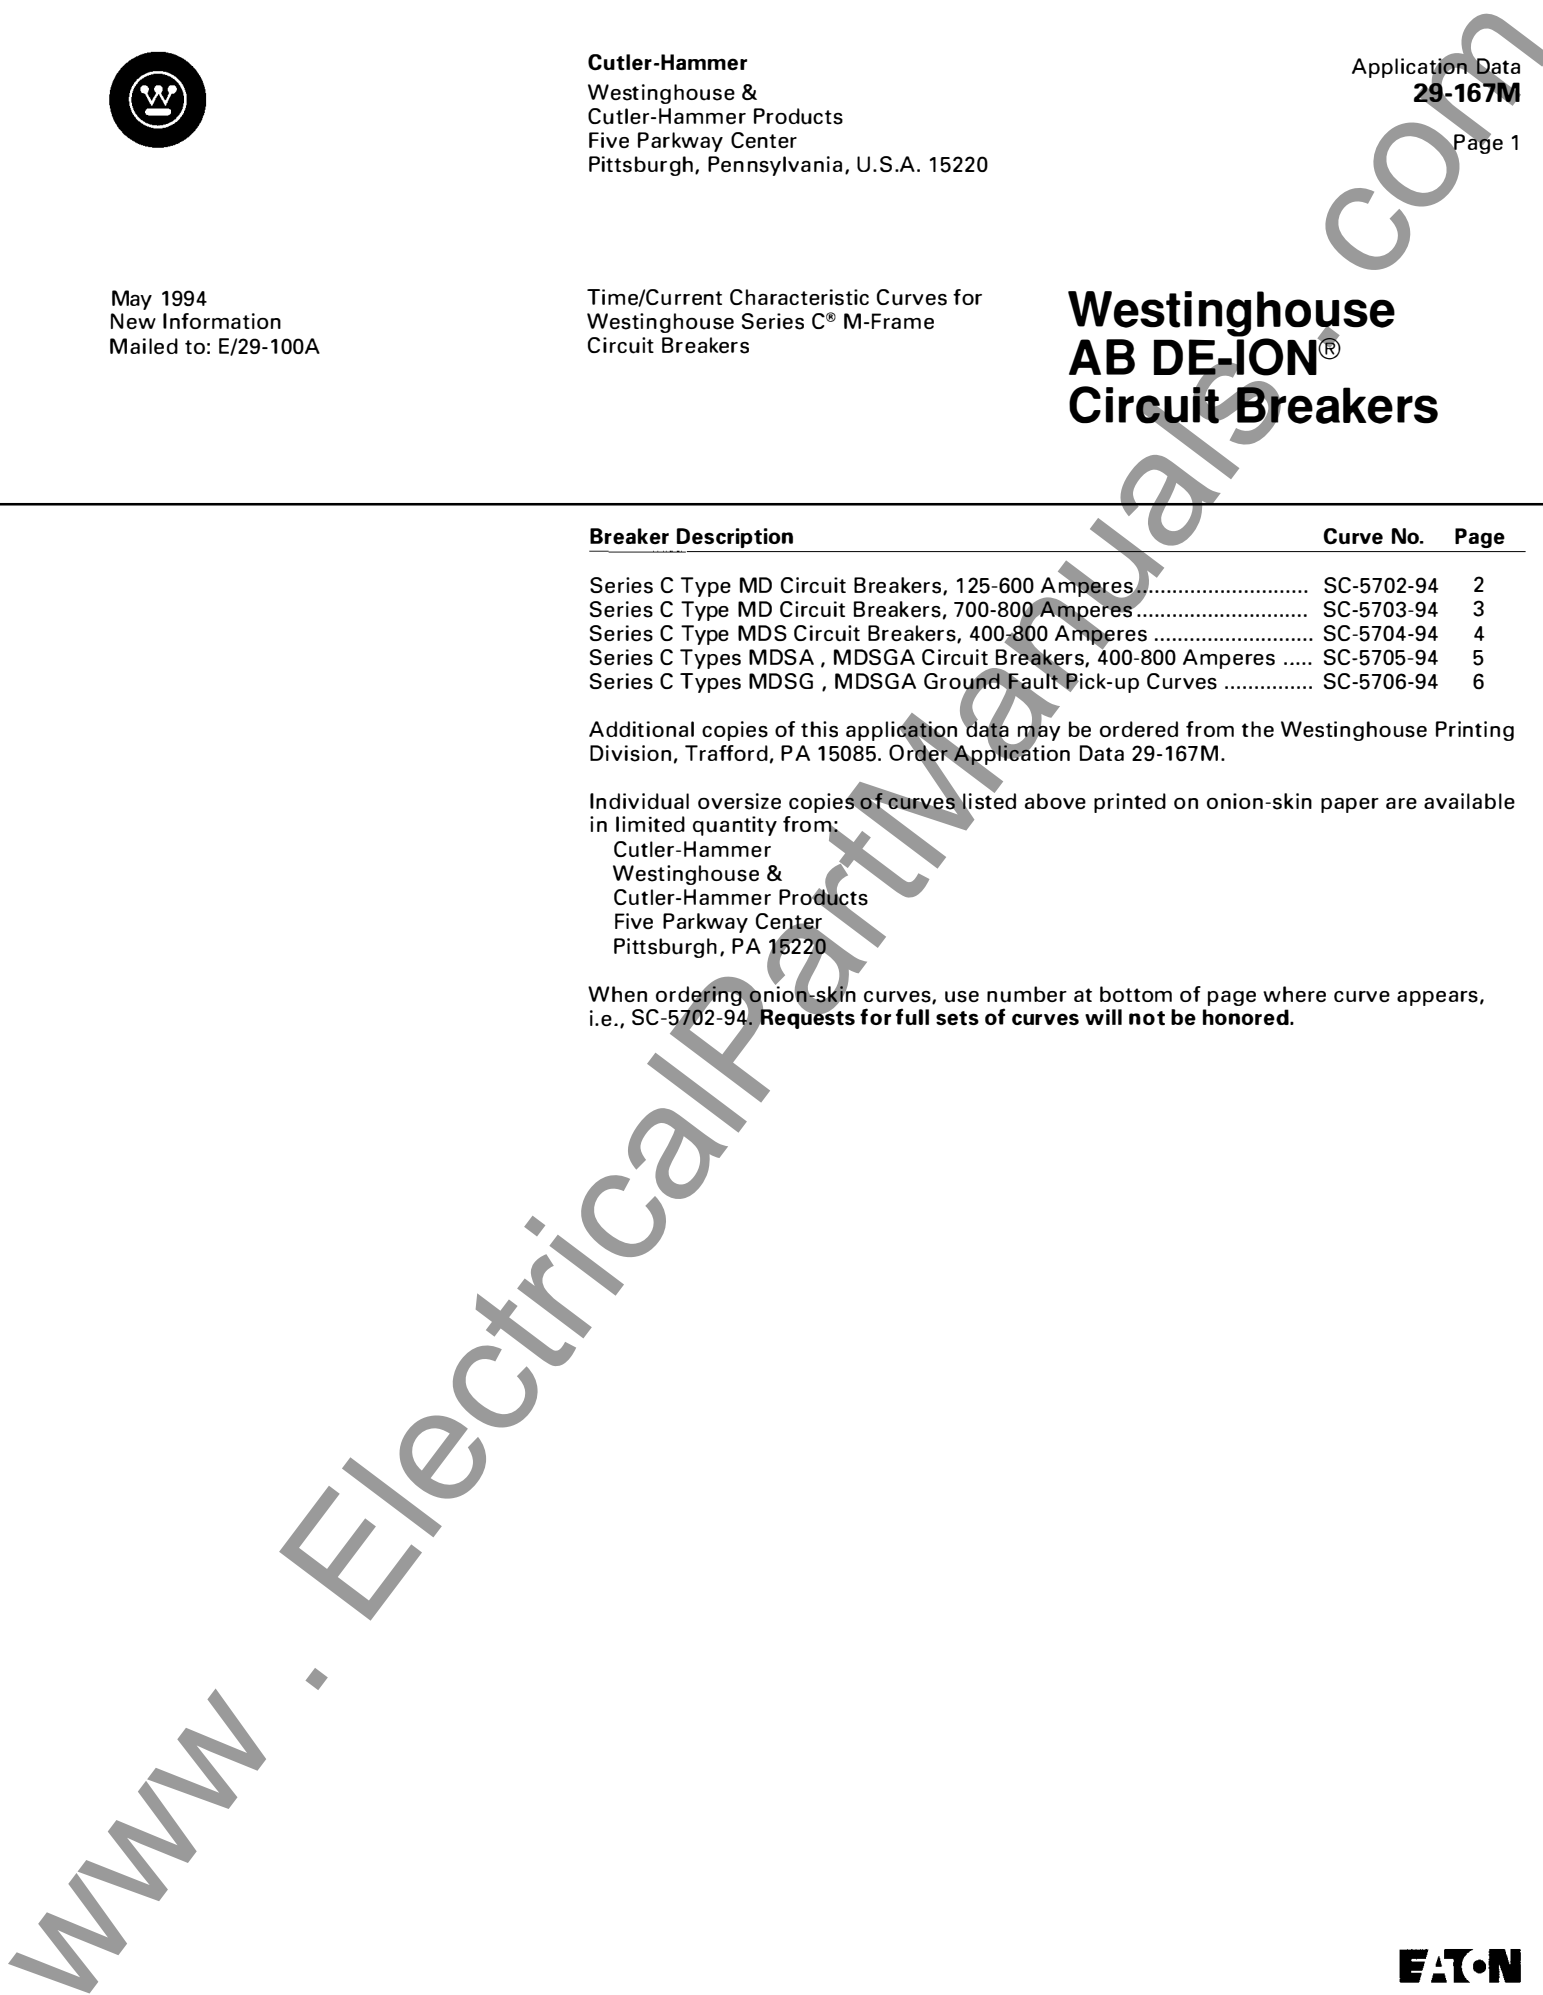 Cutler-Hammer
Westinghouse &
Cutler-Hammer Products
Five Parkway Center
Pittsburgh, Pennsylvania, U.S.A. 15220
Application Data
29-167M
Page 1
May 1994
New Information
Mailed to: E/29-100A
Time/Current Characteristic Curves for
Westinghouse Series C® M-Frame
Circuit Breakers
Westinghouse
AB DE-ION®
Circuit Breakers
Breaker Description Curve No. Page
Series C Type MD Circuit Breakers, 125-600 Amperes ............................. SC-5702-94 2
Series C Type MD Circuit Breakers, 700-800 Amperes ............................. SC-5703-94 3
Series C Type MDS Circuit Breakers, 400-800 Amperes ........................... SC-5704-94 4
Series C Types MDSA , MDSGA Circuit Breakers, 400-800 Amperes ..... SC-5705-94 5
Series C Types MDSG , MDSGA Ground Fault Pick-up Curves ............... SC-5706-94 6
Additional copies of this application data may be ordered from the Westinghouse Printing
Division, Trafford, PA 15085. Order Application Data 29-167M.
Individual oversize copies of curves listed above printed on onion-skin paper are available
in limited quantity from:
Cutler-Hammer
Westinghouse &
Cutler-Hammer Products
Five Parkway Center
Pittsburgh, PA 15220
When ordering onion-skin curves, use number at bottom of page where curve appears,
i.e., SC-5702-94. Requests for full sets of curves will not be honored.
www . ElectricalPartManuals . com
EATON